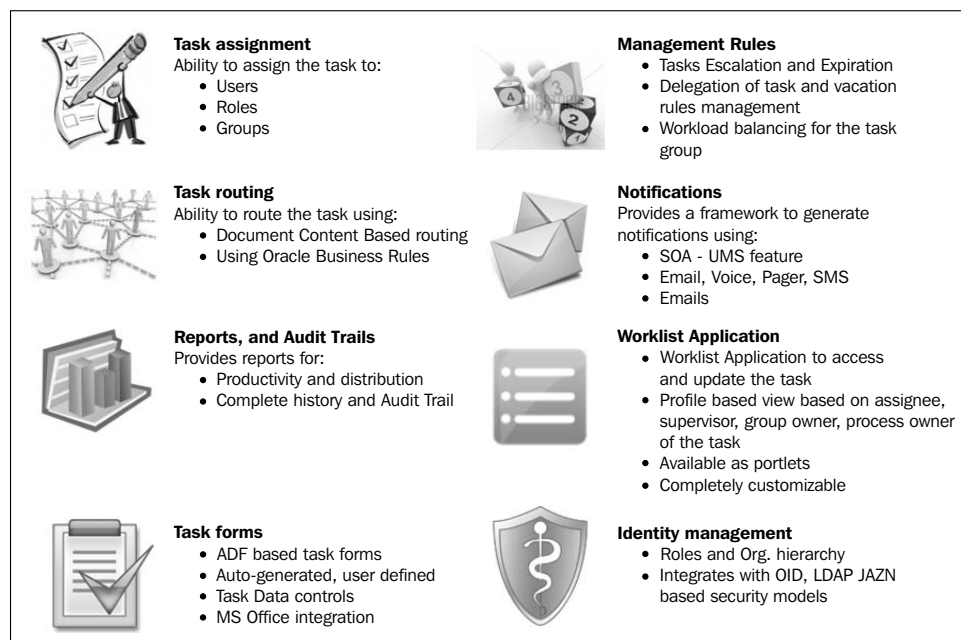 Task assignment
Ability to assign the task to:
• Users
• Roles
• Groups
Task routing
Ability to route the task using:
• Document Content Based routing
• Using Oracle Business Rules
Reports, and Audit Trails
Provides reports for:
• Productivity and distribution
• Complete history and Audit Trail
Task forms
• ADF based task forms
• Auto-generated, user defined
• Task Data controls
• MS Office integration
4
3
2
1
Management Rules
• Tasks Escalation and Expiration
• Delegation of task and vacation
rules management
• Workload balancing for the task
group
Notifications
Provides a framework to generate
notifications using:
• SOA - UMS feature
• Email, Voice, Pager, SMS
• Emails
Worklist Application
• Worklist Application to access
and update the task
• Profile based view based on assignee,
supervisor, group owner, process owner
of the task
• Available as portlets
• Completely customizable
Identity management
• Roles and Org. hierarchy
• Integrates with OID, LDAP JAZN
based security models